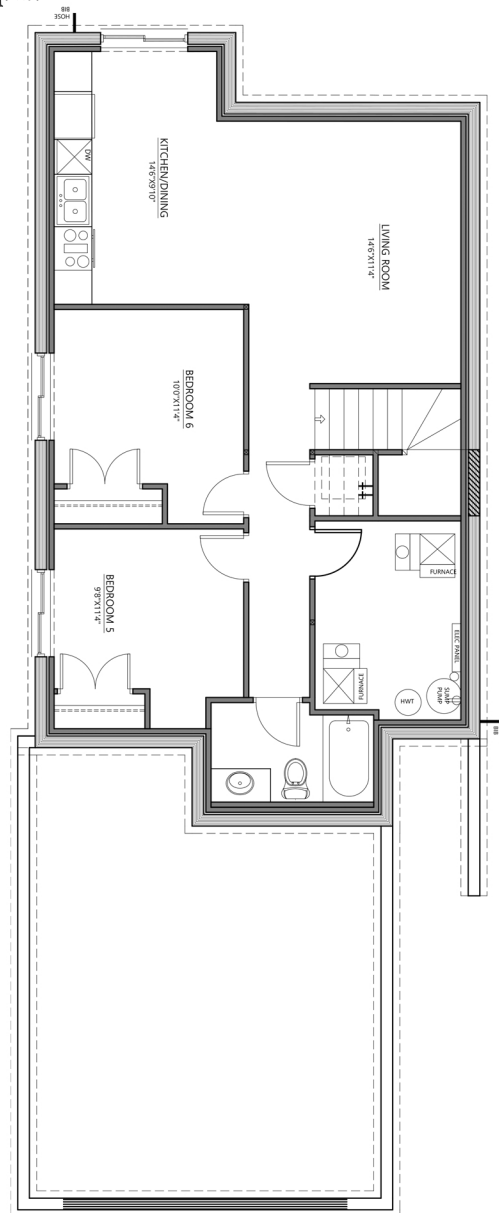 HOSE
BIB
KITCHEN/DINING
14'6"X9'10"
DW
LIVING ROOM
14'6"X11'4"
BEDROOM 6
10'0"X11'4"
BEDROOM 5
9'8"X11'4"
FURNACE
ELEC PANEL
FURNACE
SUMP
PUMP
HWT
BIB